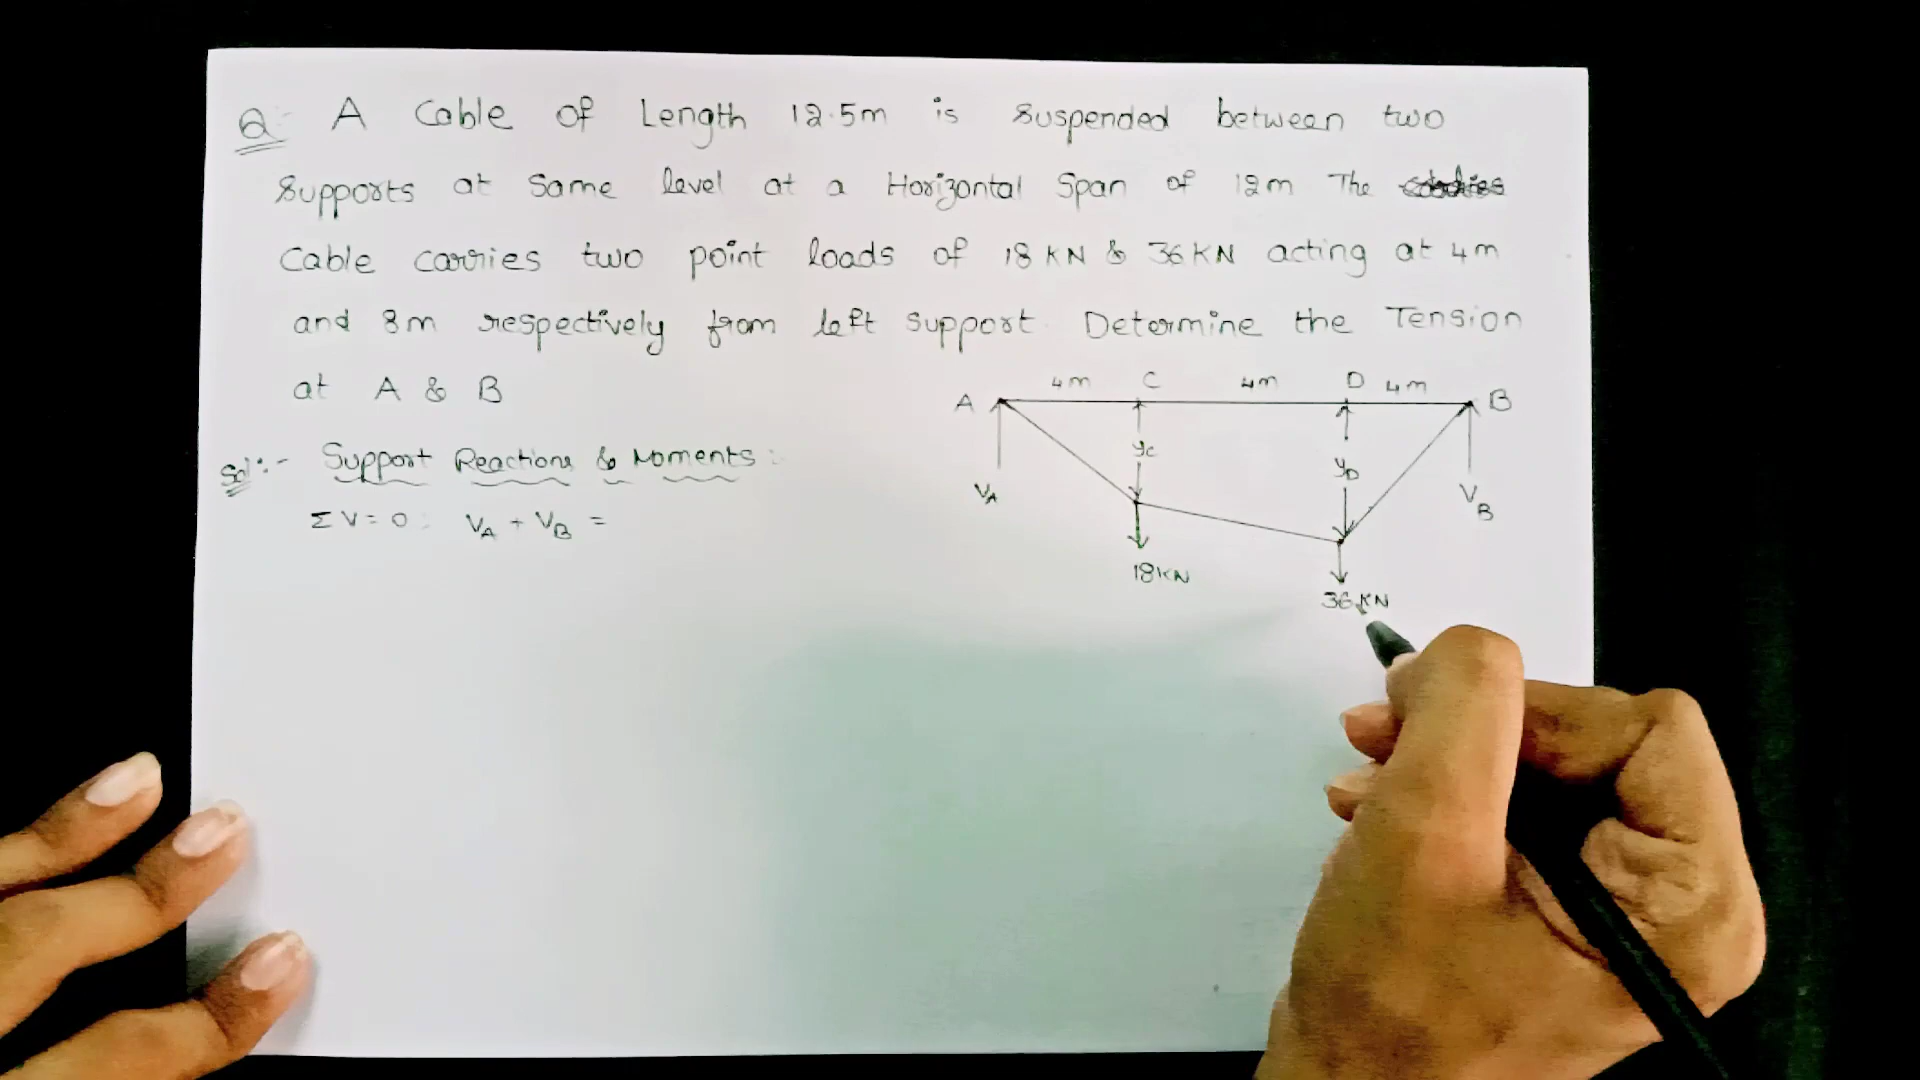 Q:- A Cable of Length 12.5m is suspended between two
supports at Same level at a Horizontal Span of 12m The
Cable carries two point loads of 18 KN & 36 KN acting at 4m
and 8m respectively from left support. Determine the Tension
at A & B
4m C 4m D 4m
A B
Sol:- Support Reactions & Moments :
yc
yD
VA VB
ΣV=0: VA + VB =
18KN
36KN